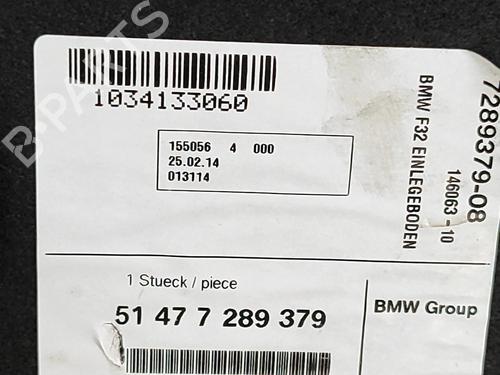 1034133060
155056 4 000
25.02.14
013114
7289379-08
146063 - 10
BMW F32 EINLEGEBODEN
1 Stueck / piece
51 47 7 289 379
BMW Group